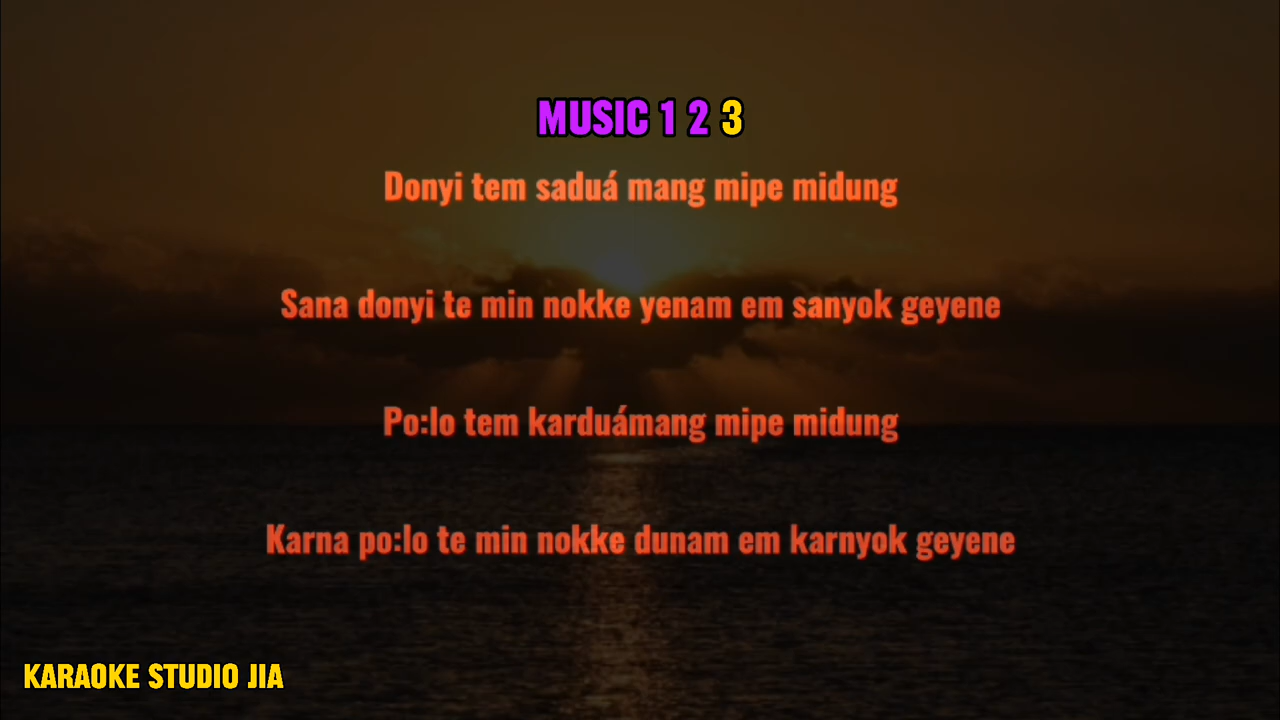 MUSIC 1 2 3
Donyi tem saduá mang mipe midung
Sana donyi te min nokke yenam em sanyok geyene
Po:lo tem karduámang mipe midung
Karna po:lo te min nokke dunam em karnyok geyene
KARAOKE STUDIO JIA